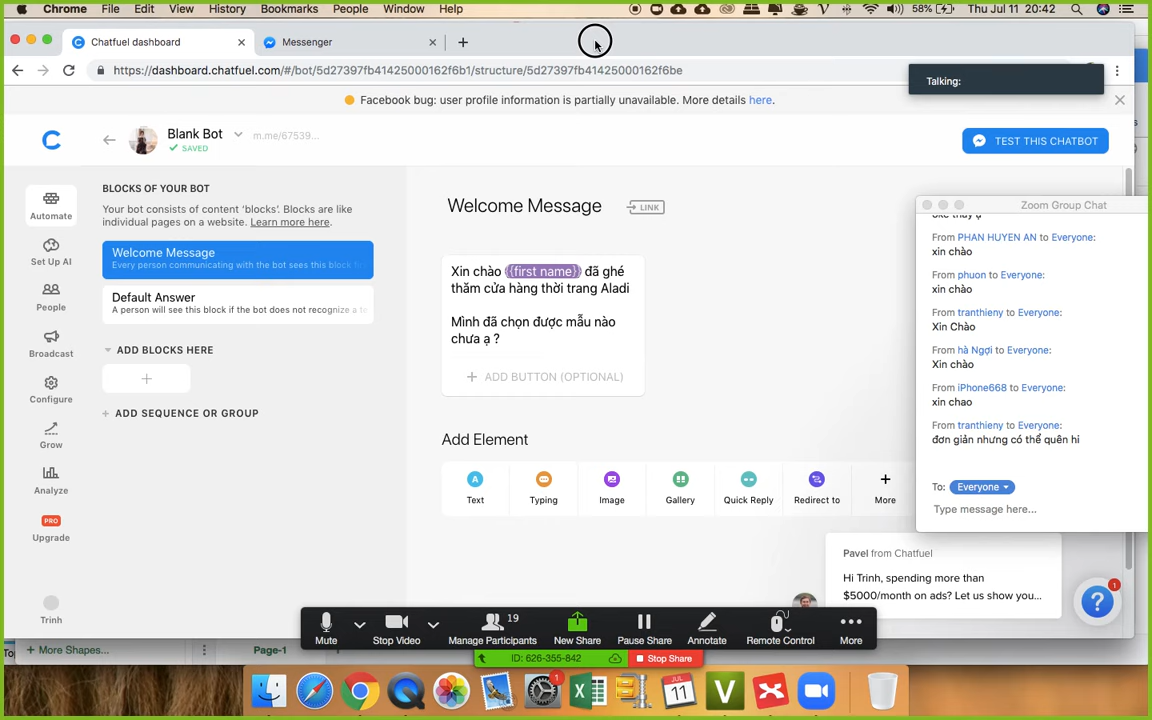 Chrome File Edit View History Bookmarks People Window Help 58% Thu Jul 11 20:42
Chatfuel dashboard Messenger
https://dashboard.chatfuel.com/#/bot/5d27397fb41425000162f6b1/structure/5d27397fb41425000162f6be
Talking:
Facebook bug: user profile information is partially unavailable. More details here.
Blank Bot m.me/67539...
SAVED
TEST THIS CHATBOT
Automate
Set Up AI
People
Broadcast
Configure
Grow
Analyze
PRO
Upgrade
Trinh
BLOCKS OF YOUR BOT
Your bot consists of content 'blocks'. Blocks are like
individual pages on a website. Learn more here.
Welcome Message
Every person communicating with the bot sees this block
Default Answer
A person will see this block if the bot does not recognize a
ADD BLOCKS HERE
ADD SEQUENCE OR GROUP
Welcome Message LINK
Xin chào {{first name}} đã ghé
thăm cửa hàng thời trang Aladi
Mình đã chọn được mẫu nào
chưa ạ ?
ADD BUTTON (OPTIONAL)
Add Element
Text Typing Image Gallery Quick Reply Redirect to More
Zoom Group Chat
From PHAN HUYEN AN to Everyone:
xin chào
From phuon to Everyone:
xin chào
From tranthieny to Everyone:
Xin Chào
From hà Ngợi to Everyone:
Xin chào
From iPhone668 to Everyone:
xin chao
From tranthieny to Everyone:
đơn giản nhưng có thể quên hi
To: Everyone
Type message here...
Pavel from Chatfuel
Hi Trinh, spending more than
$5000/month on ads? Let us show you...
1
Mute Stop Video Manage Participants 19 New Share Pause Share Annotate Remote Control More
ID: 626-355-842 Stop Share
+ More Shapes... Page-1
1
JUL
11